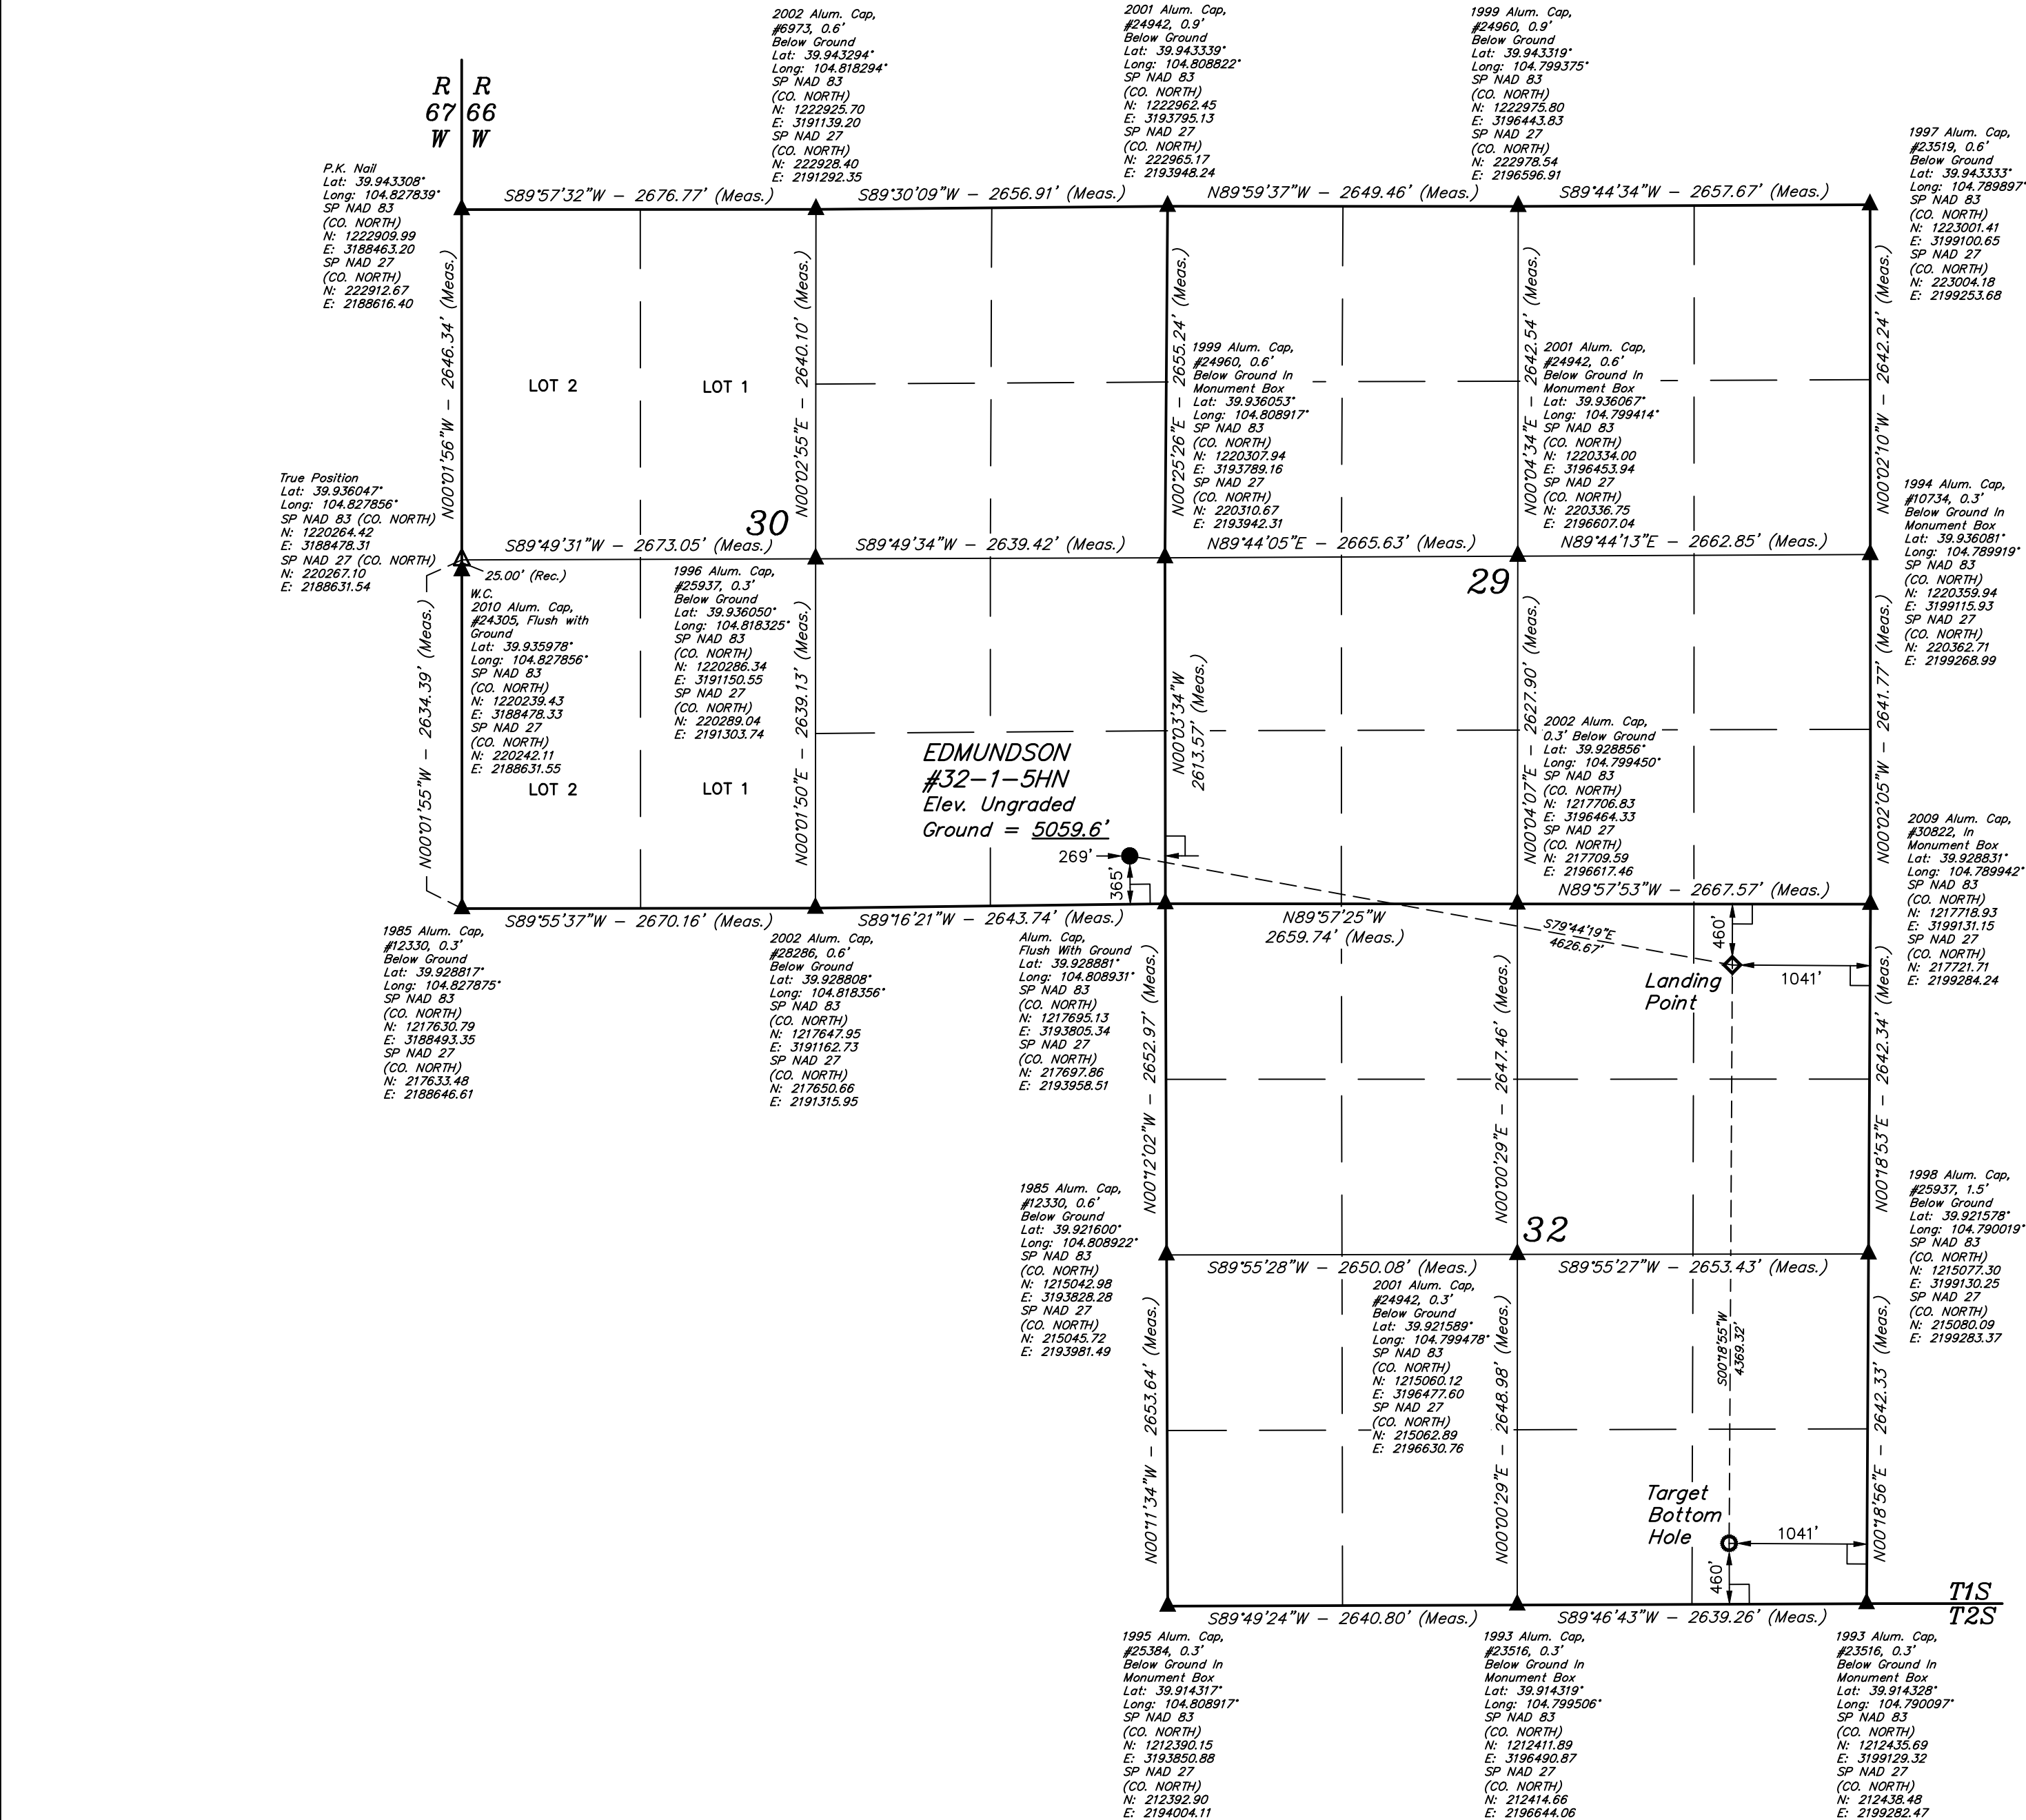 2002 Alum. Cap,
#6973, 0.6'
Below Ground
Lat: 39.943294°
Long: 104.818294°
SP NAD 83
(CO. NORTH)
N: 1222925.70
E: 3191139.20
SP NAD 27
(CO. NORTH)
N: 222928.40
E: 2191292.35
2001 Alum. Cap,
#24942, 0.9'
Below Ground
Lat: 39.943339°
Long: 104.808822°
SP NAD 83
(CO. NORTH)
N: 1222962.45
E: 3193795.13
SP NAD 27
(CO. NORTH)
N: 222965.17
E: 2193948.24
1999 Alum. Cap,
#24960, 0.9'
Below Ground
Lat: 39.943319°
Long: 104.799375°
SP NAD 83
(CO. NORTH)
N: 1222975.80
E: 3196443.83
SP NAD 27
(CO. NORTH)
N: 222978.54
E: 2196596.91
1997 Alum. Cap,
#23519, 0.6'
Below Ground
Lat: 39.943333°
Long: 104.789897°
SP NAD 83
(CO. NORTH)
N: 1223001.41
E: 3199100.65
SP NAD 27
(CO. NORTH)
N: 223004.18
E: 2199253.68
R R
67 66
W W
P.K. Nail
Lat: 39.943308°
Long: 104.827839°
SP NAD 83
(CO. NORTH)
N: 1222909.99
E: 3188463.20
SP NAD 27
(CO. NORTH)
N: 222912.67
E: 2188616.40
S89°57'32"W - 2676.77' (Meas.)
S89°30'09"W - 2656.91' (Meas.)
N89°59'37"W - 2649.46' (Meas.)
S89°44'34"W - 2657.67' (Meas.)
N00°01'56"W - 2646.34' (Meas.)
N00°02'55"E - 2640.10' (Meas.)
N00°25'26"E - 2655.24' (Meas.)
N00°04'34"E - 2642.54' (Meas.)
N00°02'10"W - 2642.24' (Meas.)
LOT 2
LOT 1
1999 Alum. Cap,
#24960, 0.6'
Below Ground In
Monument Box
Lat: 39.936053°
Long: 104.808917°
SP NAD 83
(CO. NORTH)
N: 1220307.94
E: 3193789.16
SP NAD 27
(CO. NORTH)
N: 220310.67
E: 2193942.31
2001 Alum. Cap,
#24942, 0.6'
Below Ground In
Monument Box
Lat: 39.936067°
Long: 104.799414°
SP NAD 83
(CO. NORTH)
N: 1220334.00
E: 3196453.94
SP NAD 27
(CO. NORTH)
N: 220336.75
E: 2196607.04
True Position
Lat: 39.936047°
Long: 104.827856°
SP NAD 83 (CO. NORTH)
N: 1220264.42
E: 3188478.31
SP NAD 27 (CO. NORTH)
N: 220267.10
E: 2188631.54
1994 Alum. Cap,
#10734, 0.3'
Below Ground In
Monument Box
Lat: 39.936081°
Long: 104.789919°
SP NAD 83
(CO. NORTH)
N: 1220359.94
E: 3199115.93
SP NAD 27
(CO. NORTH)
N: 220362.71
E: 2199268.99
30
S89°49'31"W - 2673.05' (Meas.)
S89°49'34"W - 2639.42' (Meas.)
N89°44'05"E - 2665.63' (Meas.)
N89°44'13"E - 2662.85' (Meas.)
29
25.00' (Rec.)
W.C.
2010 Alum. Cap,
#24305, Flush with
Ground
Lat: 39.935978°
Long: 104.827856°
SP NAD 83
(CO. NORTH)
N: 1220239.43
E: 3188478.33
SP NAD 27
(CO. NORTH)
N: 220242.11
E: 2188631.55
1996 Alum. Cap,
#25937, 0.3'
Below Ground
Lat: 39.936050°
Long: 104.818325°
SP NAD 83
(CO. NORTH)
N: 1220286.34
E: 3191150.55
SP NAD 27
(CO. NORTH)
N: 220289.04
E: 2191303.74
N00°01'55"W - 2634.39' (Meas.)
N00°01'50"E - 2639.13' (Meas.)
N00°03'34"W
2613.57' (Meas.)
N00°04'07"E - 2627.90' (Meas.)
N00°02'05"W - 2641.77' (Meas.)
LOT 2
LOT 1
EDMUNDSON
#32-1-5HN
Elev. Ungraded
Ground = 5059.6'
269'
365'
2002 Alum. Cap,
0.3' Below Ground
Lat: 39.928856°
Long: 104.799450°
SP NAD 83
(CO. NORTH)
N: 1217706.83
E: 3196464.33
SP NAD 27
(CO. NORTH)
N: 217709.59
E: 2196617.46
2009 Alum. Cap,
#30822, In
Monument Box
Lat: 39.928831°
Long: 104.789942°
SP NAD 83
(CO. NORTH)
N: 1217718.93
E: 3199131.15
SP NAD 27
(CO. NORTH)
N: 217721.71
E: 2199284.24
S89°55'37"W - 2670.16' (Meas.)
S89°16'21"W - 2643.74' (Meas.)
N89°57'25"W
2659.74' (Meas.)
N89°57'53"W - 2667.57' (Meas.)
S79°44'19"E
4626.67'
460'
1041'
Landing
Point
1985 Alum. Cap,
#12330, 0.3'
Below Ground
Lat: 39.928817°
Long: 104.827875°
SP NAD 83
(CO. NORTH)
N: 1217630.79
E: 3188493.35
SP NAD 27
(CO. NORTH)
N: 217633.48
E: 2188646.61
2002 Alum. Cap,
#28286, 0.6'
Below Ground
Lat: 39.928808°
Long: 104.818356°
SP NAD 83
(CO. NORTH)
N: 1217647.95
E: 3191162.73
SP NAD 27
(CO. NORTH)
N: 217650.66
E: 2191315.95
Alum. Cap,
Flush With Ground
Lat: 39.928881°
Long: 104.808931°
SP NAD 83
(CO. NORTH)
N: 1217695.13
E: 3193805.34
SP NAD 27
(CO. NORTH)
N: 217697.86
E: 2193958.51
N00°12'02"W - 2652.97' (Meas.)
N00°00'29"E - 2647.46' (Meas.)
N00°18'53"E - 2642.34' (Meas.)
1985 Alum. Cap,
#12330, 0.6'
Below Ground
Lat: 39.921600°
Long: 104.808922°
SP NAD 83
(CO. NORTH)
N: 1215042.98
E: 3193828.28
SP NAD 27
(CO. NORTH)
N: 215045.72
E: 2193981.49
32
1998 Alum. Cap,
#25937, 1.5'
Below Ground
Lat: 39.921578°
Long: 104.790019°
SP NAD 83
(CO. NORTH)
N: 1215077.30
E: 3199130.25
SP NAD 27
(CO. NORTH)
N: 215080.09
E: 2199283.37
S89°55'28"W - 2650.08' (Meas.)
S89°55'27"W - 2653.43' (Meas.)
2001 Alum. Cap,
#24942, 0.3'
Below Ground
Lat: 39.921589°
Long: 104.799478°
SP NAD 83
(CO. NORTH)
N: 1215060.12
E: 3196477.60
SP NAD 27
(CO. NORTH)
N: 215062.89
E: 2196630.76
N00°11'34"W - 2653.64' (Meas.)
N00°00'29"E - 2648.98' (Meas.)
S00°18'55"W
4369.32'
N00°18'56"E - 2642.33' (Meas.)
Target
Bottom
Hole
1041'
460'
T1S
T2S
S89°49'24"W - 2640.80' (Meas.)
S89°46'43"W - 2639.26' (Meas.)
1995 Alum. Cap,
#25384, 0.3'
Below Ground In
Monument Box
Lat: 39.914317°
Long: 104.808917°
SP NAD 83
(CO. NORTH)
N: 1212390.15
E: 3193850.88
SP NAD 27
(CO. NORTH)
N: 212392.90
E: 2194004.11
1993 Alum. Cap,
#23516, 0.3'
Below Ground In
Monument Box
Lat: 39.914319°
Long: 104.799506°
SP NAD 83
(CO. NORTH)
N: 1212411.89
E: 3196490.87
SP NAD 27
(CO. NORTH)
N: 212414.66
E: 2196644.06
1993 Alum. Cap,
#23516, 0.3'
Below Ground In
Monument Box
Lat: 39.914328°
Long: 104.790097°
SP NAD 83
(CO. NORTH)
N: 1212435.69
E: 3199129.32
SP NAD 27
(CO. NORTH)
N: 212438.48
E: 2199282.47